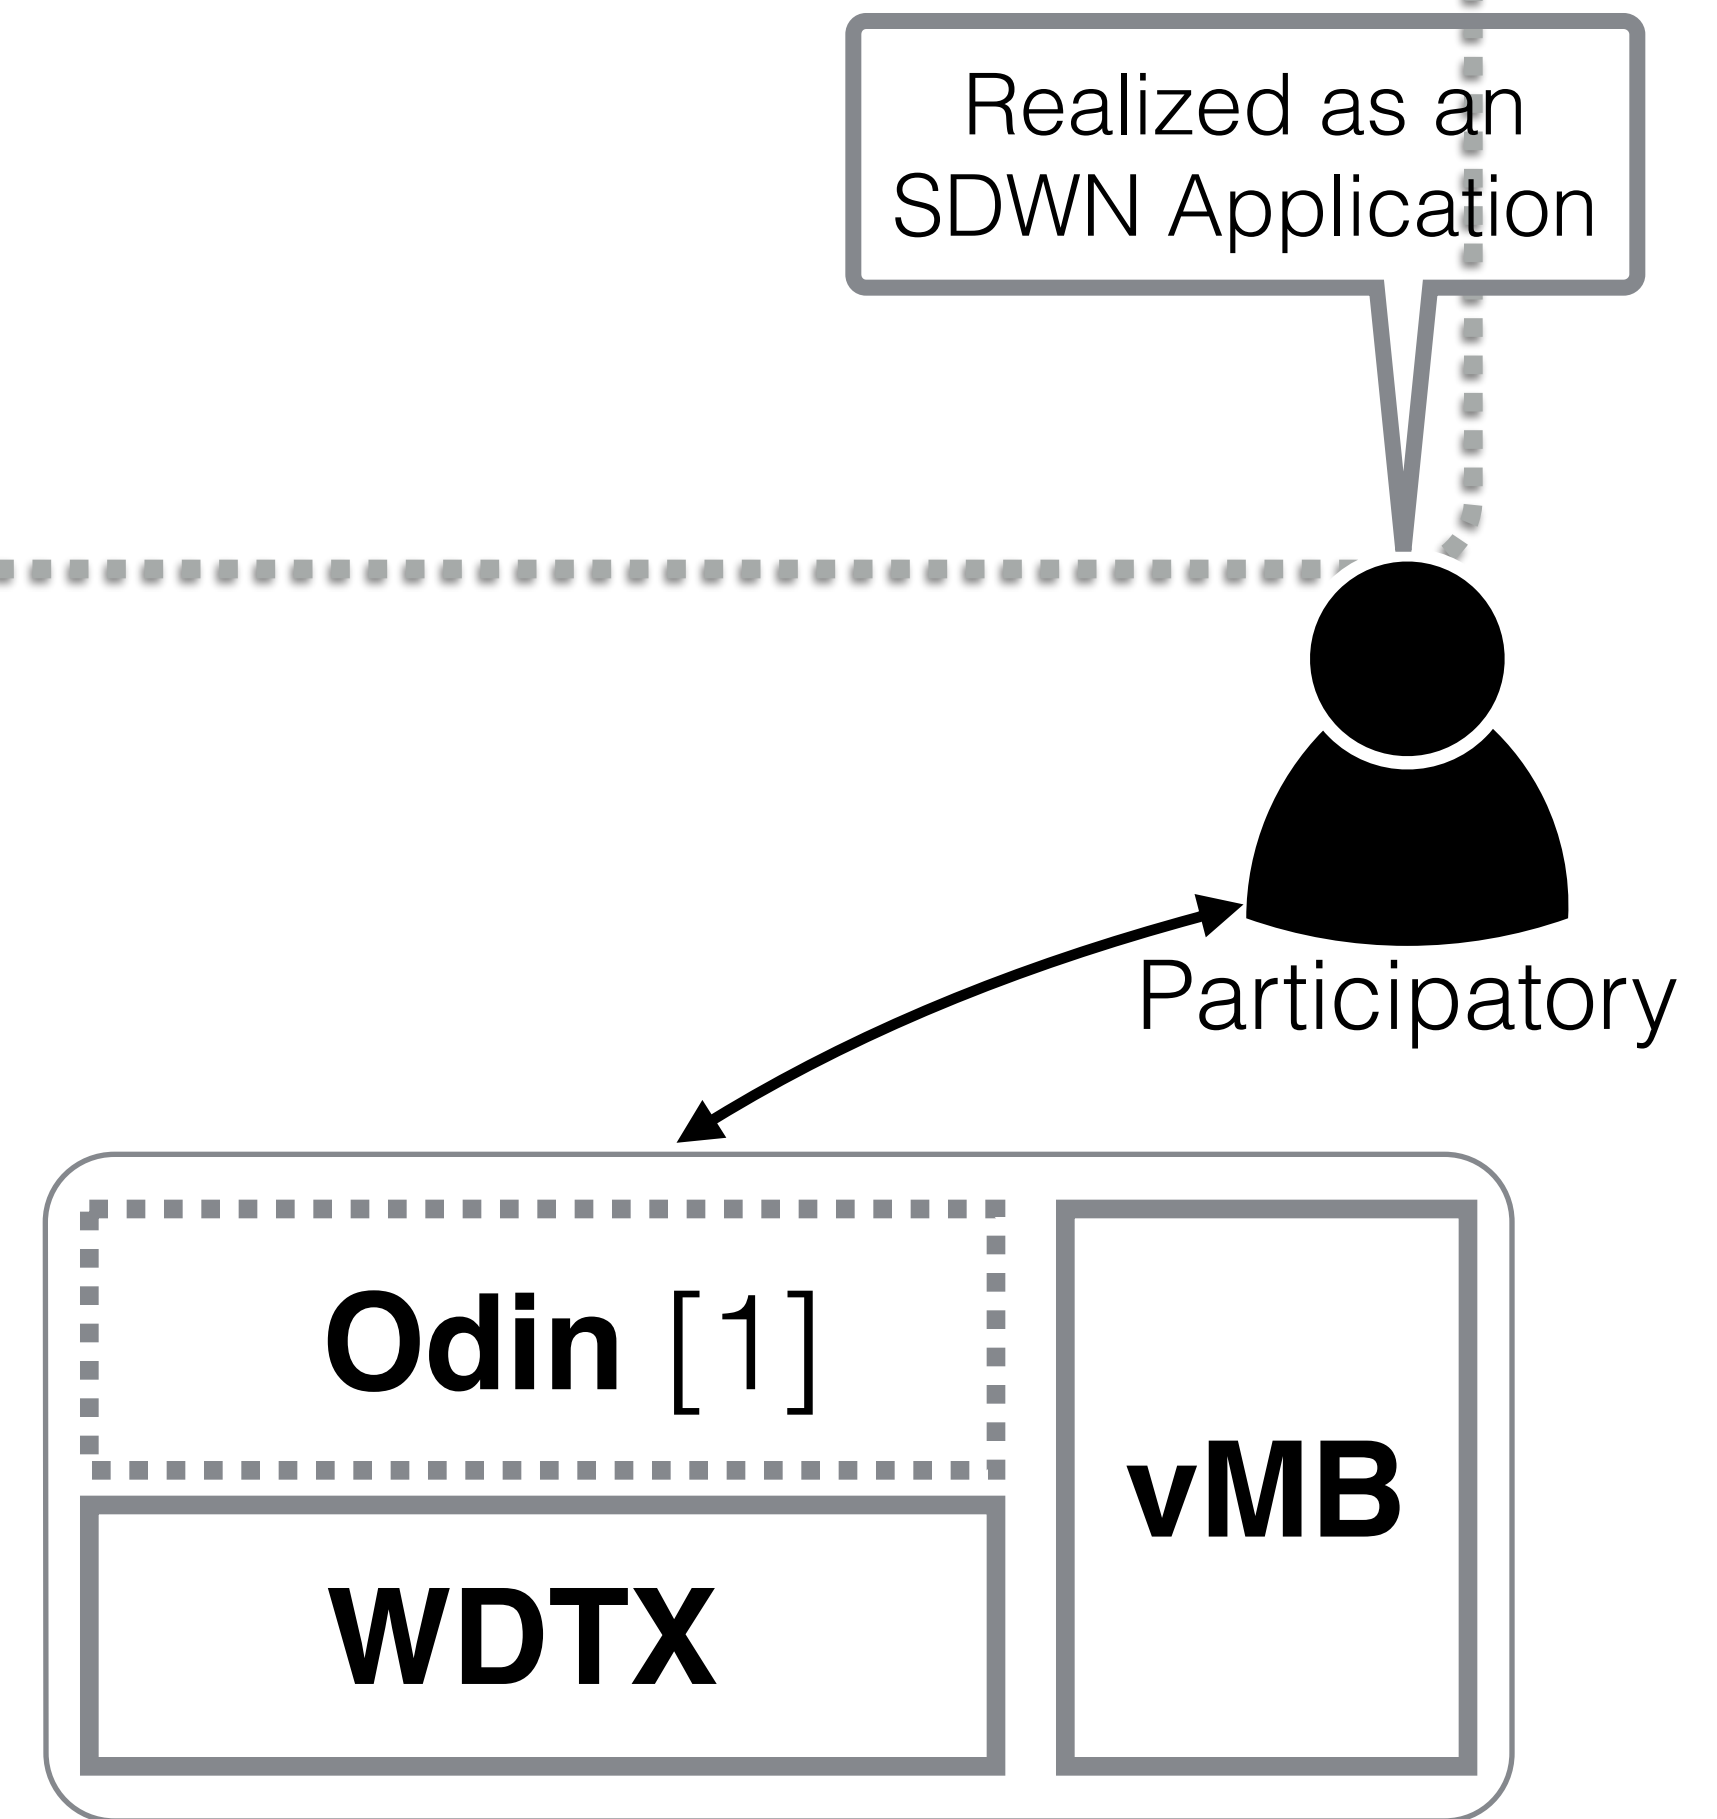 Realized as an
SDWN Application
Participatory
Odin [1]
vMB
WDTX